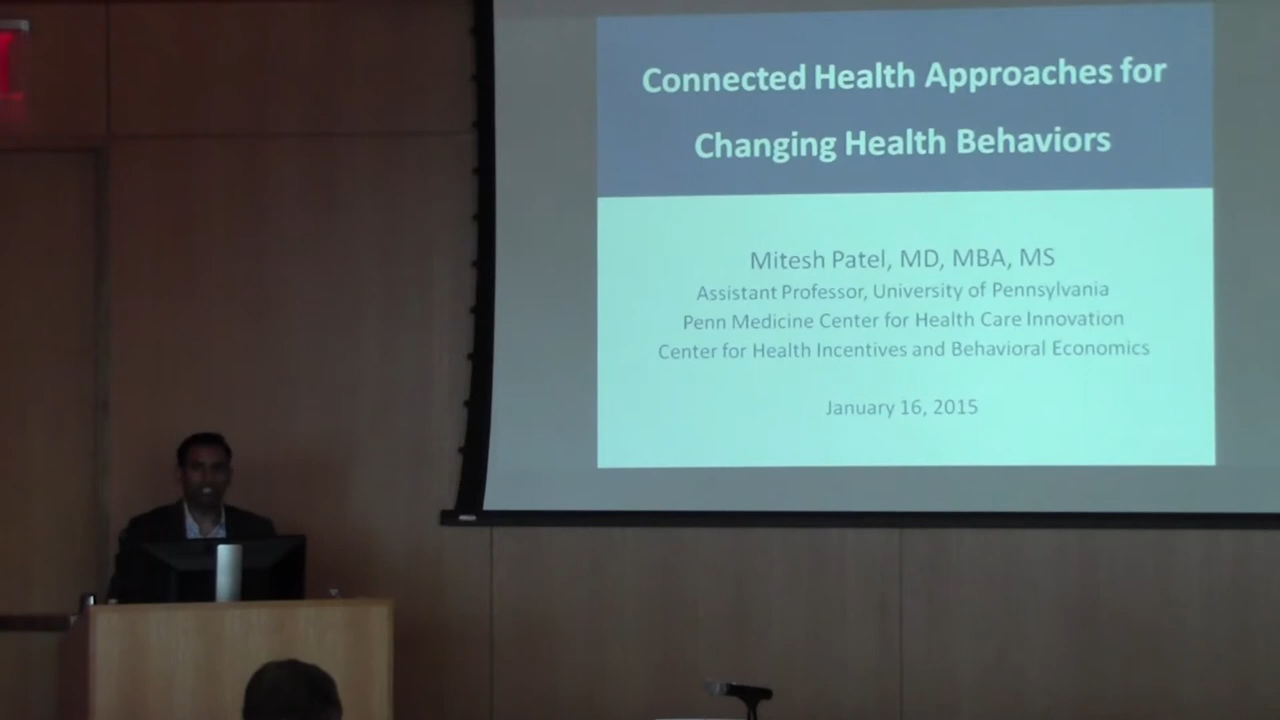 Connected Health Approaches for
Changing Health Behaviors
Mitesh Patel, MD, MBA, MS
Assistant Professor, University of Pennsylvania
Penn Medicine Center for Health Care Innovation
Center for Health Incentives and Behavioral Economics
January 16, 2015